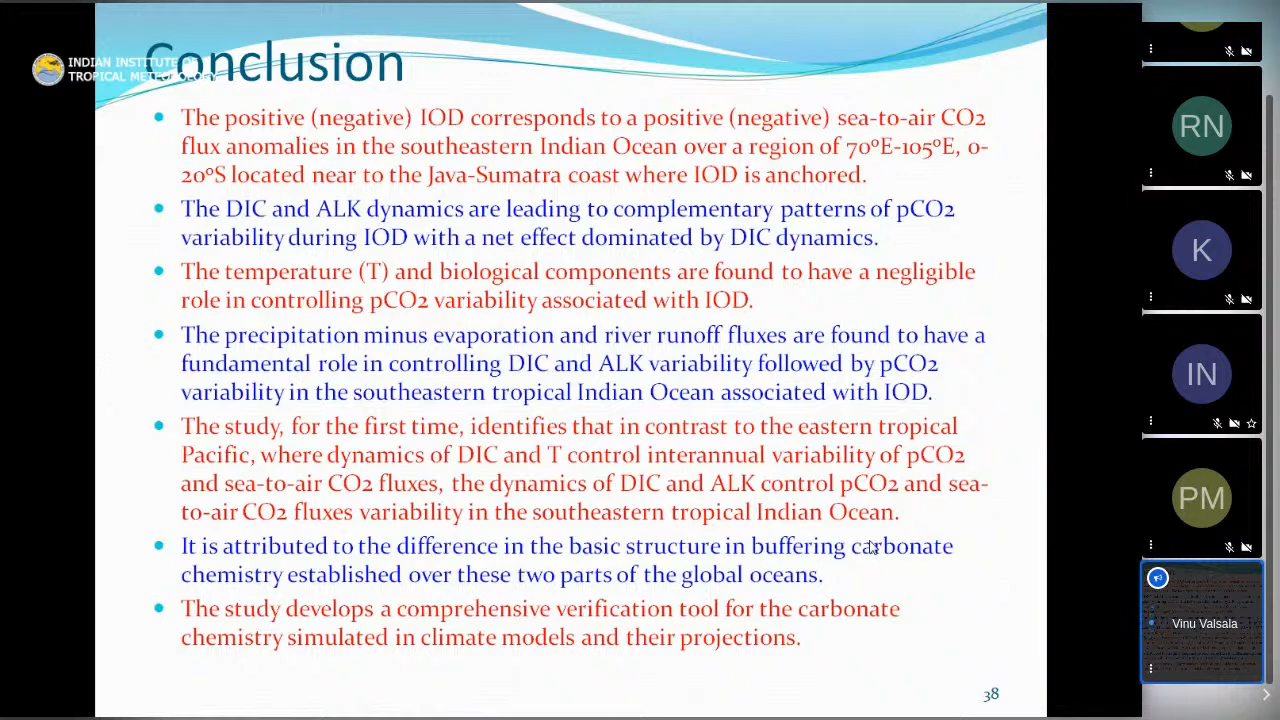 Conclusion
INDIAN INSTITUTE OF
TROPICAL METEOROLOGY
The positive (negative) IOD corresponds to a positive (negative) sea-to-air CO2
flux anomalies in the southeastern Indian Ocean over a region of 70ºE-105ºE, 0-
20ºS located near to the Java-Sumatra coast where IOD is anchored.
The DIC and ALK dynamics are leading to complementary patterns of pCO2
variability during IOD with a net effect dominated by DIC dynamics.
The temperature (T) and biological components are found to have a negligible
role in controlling pCO2 variability associated with IOD.
The precipitation minus evaporation and river runoff fluxes are found to have a
fundamental role in controlling DIC and ALK variability followed by pCO2
variability in the southeastern tropical Indian Ocean associated with IOD.
The study, for the first time, identifies that in contrast to the eastern tropical
Pacific, where dynamics of DIC and T control interannual variability of pCO2
and sea-to-air CO2 fluxes, the dynamics of DIC and ALK control pCO2 and sea-
to-air CO2 fluxes variability in the southeastern tropical Indian Ocean.
It is attributed to the difference in the basic structure in buffering carbonate
chemistry established over these two parts of the global oceans.
The study develops a comprehensive verification tool for the carbonate
chemistry simulated in climate models and their projections.
38
RN
K
IN
PM
Vinu Valsala